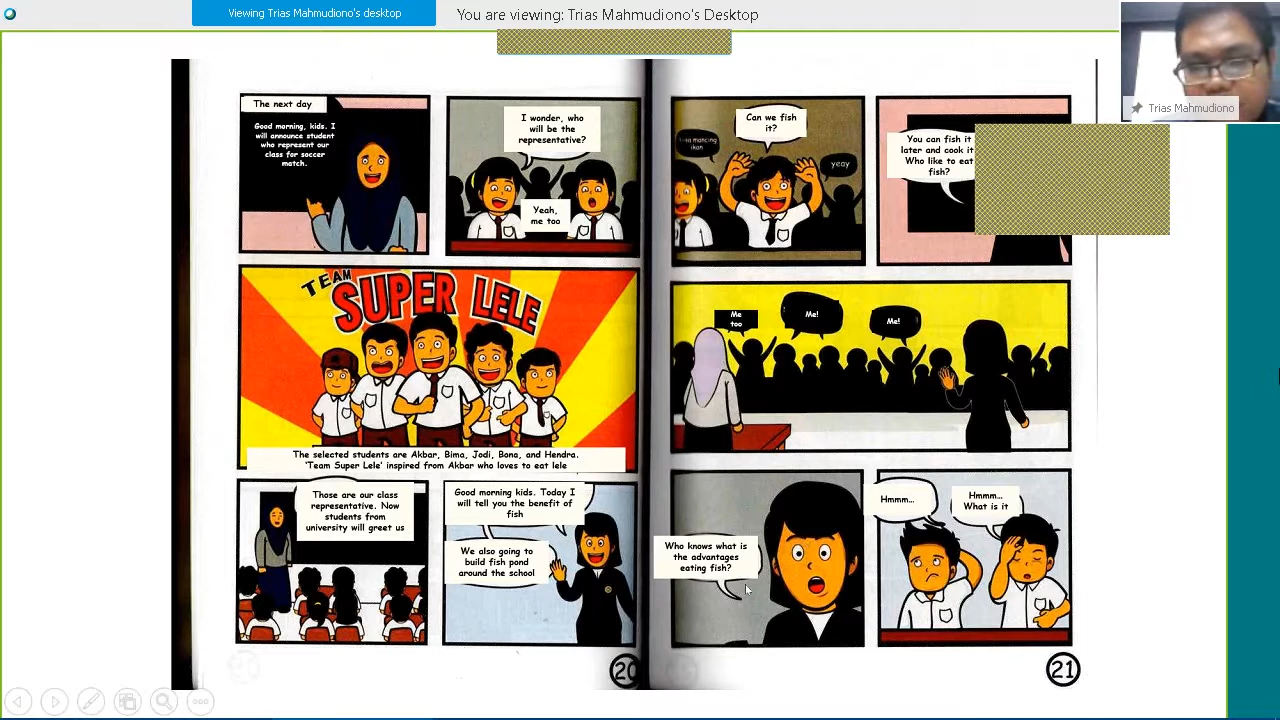 Viewing Trias Mahmudiono's desktop
You are viewing: Trias Mahmudiono's Desktop
Trias Mahmudiono
The next day
Good morning, kids. I
will announce student
who represent our
class for soccer
match.
I wonder, who
will be the
representative?
Yeah,
me too
TEAM
SUPER LELE
The selected students are Akbar, Bima, Jodi, Bona, and Hendra.
'Team Super Lele' inspired from Akbar who loves to eat lele
Those are our class
representative. Now
students from
university will greet us
Good morning kids. Today I
will tell you the benefit of
fish
We also going to
build fish pond
around the school
20
Can we fish
it?
mancing
ikan
yeay
You can fish it
later and cook it
Who like to eat
fish?
Me
too
Me!
Me!
Who knows what is
the advantages
eating fish?
Hmmm...
Hmmm...
What is it
21